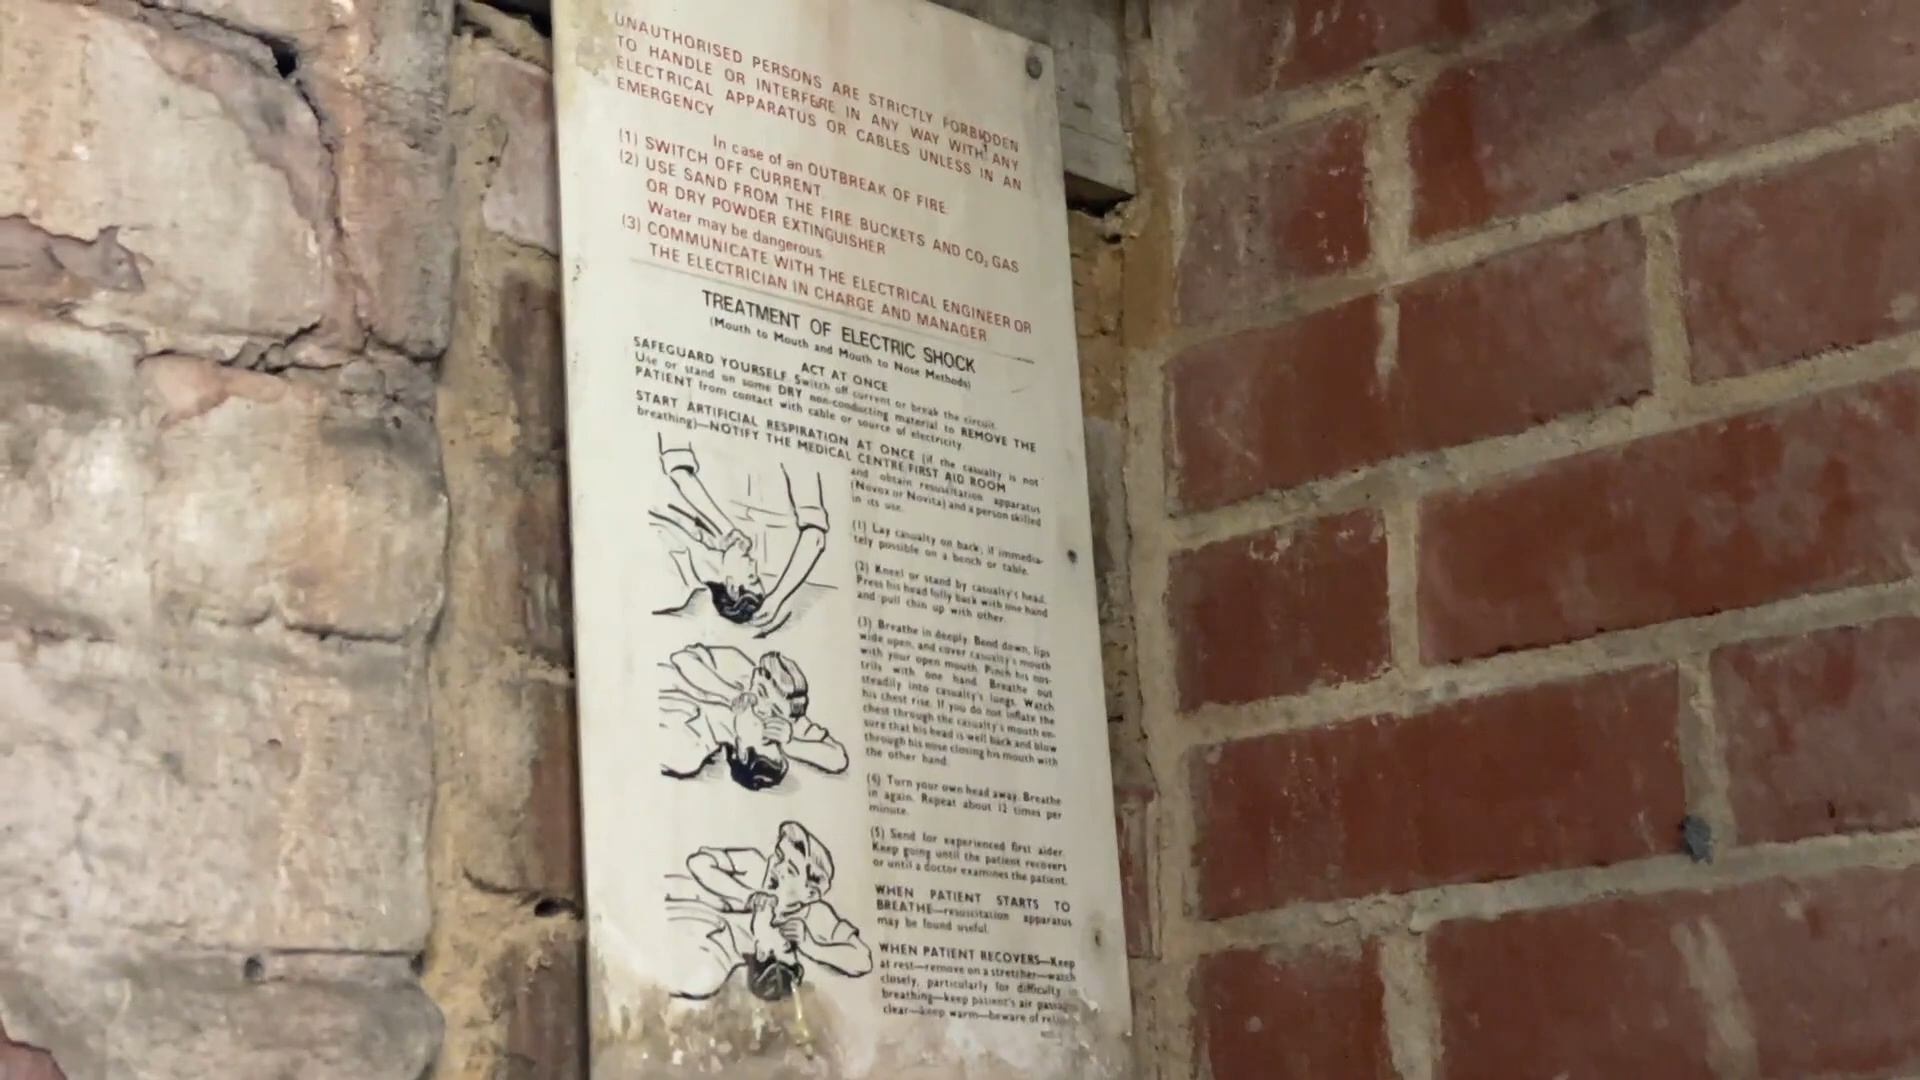 UNAUTHORISED PERSONS ARE STRICTLY FORBIDDEN
TO HANDLE OR INTERFERE IN ANY WAY WITH ANY
ELECTRICAL APPARATUS OR CABLES UNLESS IN AN
EMERGENCY
In case of an OUTBREAK OF FIRE.
(1) SWITCH OFF CURRENT.
(2) USE SAND FROM THE FIRE BUCKETS AND CO₂ GAS
OR DRY POWDER EXTINGUISHER
Water may be dangerous.
(3) COMMUNICATE WITH THE ELECTRICAL ENGINEER OR
THE ELECTRICIAN IN CHARGE AND MANAGER
TREATMENT OF ELECTRIC SHOCK
(Mouth to Mouth and Mouth to Nose Methods)
ACT AT ONCE
SAFEGUARD YOURSELF. Switch off current or break the circuit.
Use or stand on some DRY non-conducting material to REMOVE THE
PATIENT from contact with cable or source of electricity.
START ARTIFICIAL RESPIRATION AT ONCE (if the casualty is not
breathing)—NOTIFY THE MEDICAL CENTRE/FIRST AID ROOM
and obtain resuscitation apparatus
(Novox or Novita) and a person skilled
in its use.
(1) Lay casualty on back; if immedia-
tely possible on a bench or table.
(2) Kneel or stand by casualty's head.
Press his head fully back with one hand
and pull chin up with other.
(3) Breathe in deeply. Bend down, lips
wide open, and cover casualty's mouth
with your open mouth. Pinch his nos-
trils with one hand. Breathe out
steadily into casualty's lungs. Watch
his chest rise. If you do not inflate the
chest through the casualty's mouth en-
sure that his head is well back and blow
through his nose closing his mouth with
the other hand.
(4) Turn your own head away. Breathe
in again. Repeat about 12 times per
minute.
(5) Send for experienced first aider.
Keep going until the patient recovers
or until a doctor examines the patient.
WHEN PATIENT STARTS TO
BREATHE—resuscitation apparatus
may be found useful.
WHEN PATIENT RECOVERS—Keep
at rest—remove on a stretcher—watch
closely, particularly for difficulty in
breathing—keep patient's air passage
clear—keep warm—beware of